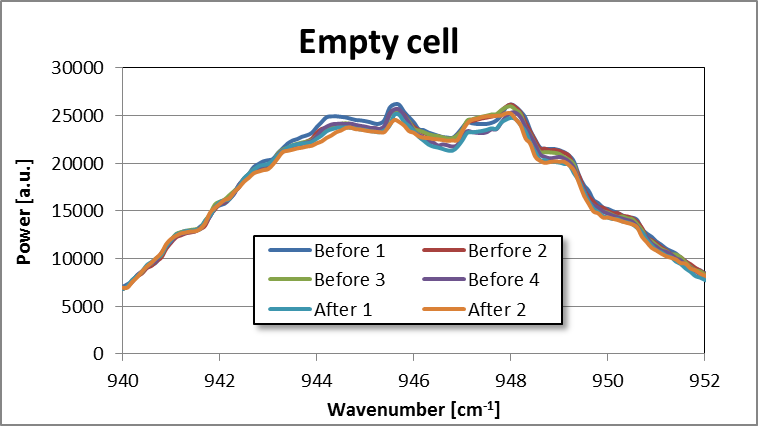 Empty cell
30000
25000
20000
15000
10000
5000
0
Power [a.u.]
Before 1 Berfore 2
Before 3 Before 4
After 1 After 2
940 942 944 946 948 950 952
Wavenumber [cm⁻¹]